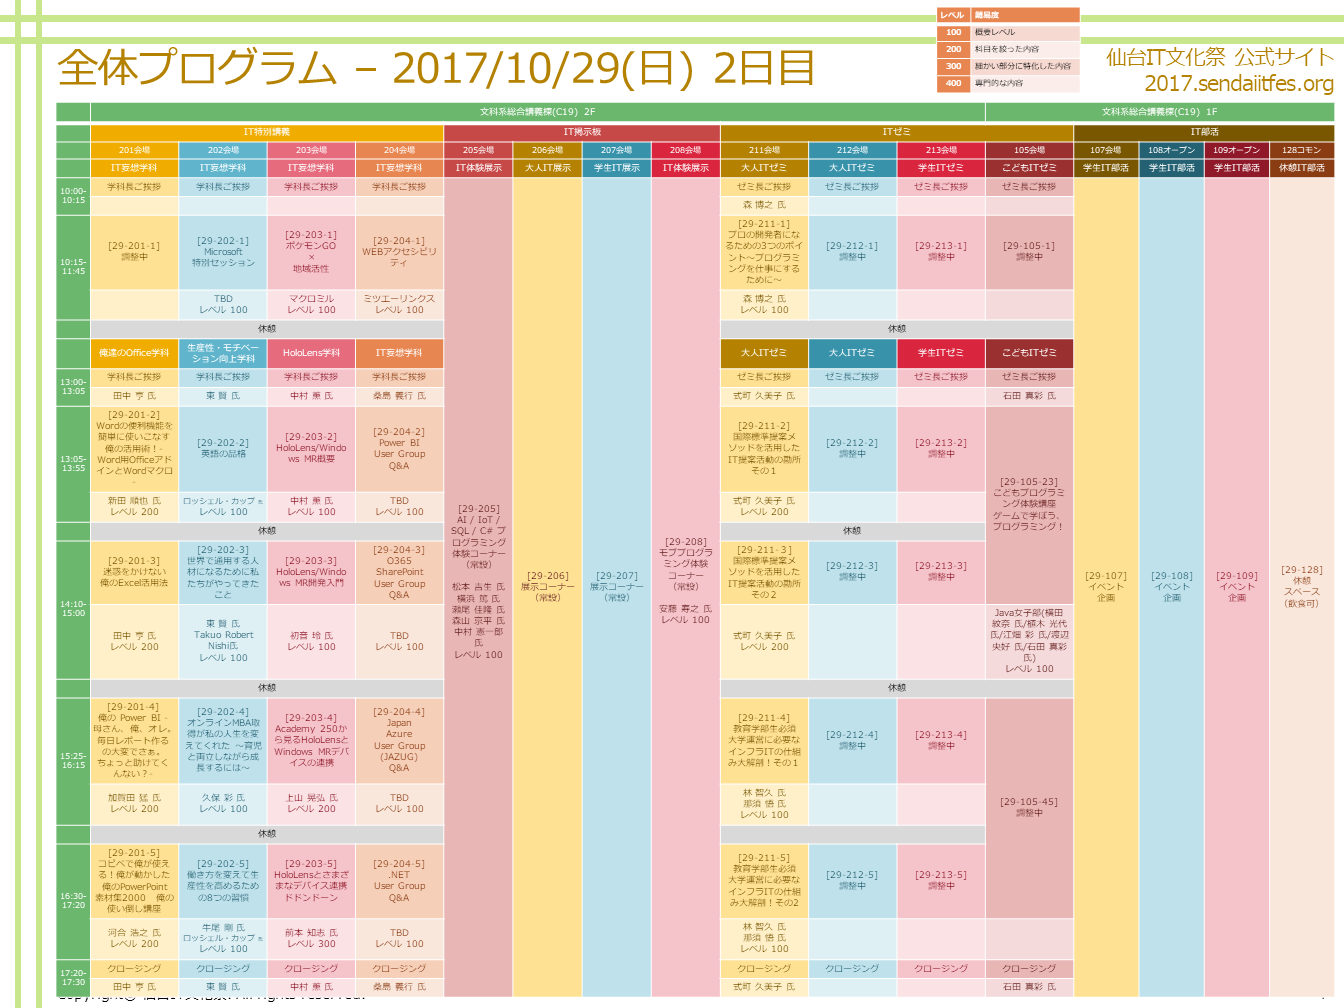 全体プログラム － 2017/10/29(日) 2日目
レベル 難易度
100 概要レベル
200 科目を絞った内容
300 細かい部分に特化した内容
400 専門的な内容
仙台IT文化祭 公式サイト
2017.sendaiitfes.org
文科系総合講義棟(C19) 2F 文科系総合講義棟(C19) 1F
IT特別講義 IT掲示板 ITゼミ IT部活
201会場 202会場 203会場 204会場 205会場 206会場 207会場 208会場 211会場 212会場 213会場 105会場 107会場 108オープン 109オープン 128コモン
IT妄想学科 IT妄想学科 IT妄想学科 IT妄想学科 IT体験展示 大人IT展示 学生IT展示 IT体験展示 大人ITゼミ 大人ITゼミ 学生ITゼミ こどもITゼミ 学生IT部活 学生IT部活 学生IT部活 休憩IT部活
10:00-
10:15
学科長ご挨拶 学科長ご挨拶 学科長ご挨拶 学科長ご挨拶 ゼミ長ご挨拶 ゼミ長ご挨拶 ゼミ長ご挨拶 ゼミ長ご挨拶
森 博之 氏
10:15-
11:45
[29-201-1]
調整中
[29-202-1]
Microsoft
特別セッション
[29-203-1]
ポケモンGO
×
地域活性
[29-204-1]
WEBアクセシビリ
ティ
[29-211-1]
プロの開発者にな
るための3つのポイ
ント～プログラミ
ングを仕事にする
ために～
[29-212-1]
調整中
[29-213-1]
調整中
[29-105-1]
調整中
TBD
レベル 100
マクロミル
レベル 100
ミツエーリンクス
レベル 100
森 博之 氏
レベル 100
休憩 休憩
俺達のOffice学科
生産性・モチベー
ション向上学科
HoloLens学科 IT妄想学科 大人ITゼミ 大人ITゼミ 学生ITゼミ こどもITゼミ
13:00-
13:05
学科長ご挨拶 学科長ご挨拶 学科長ご挨拶 学科長ご挨拶 ゼミ長ご挨拶 ゼミ長ご挨拶 ゼミ長ご挨拶 ゼミ長ご挨拶
田中 亨 氏 東 賢 氏 中村 薫 氏 桑島 義行 氏 式町 久美子 氏 石田 真彩 氏
13:05-
13:55
[29-201-2]
Wordの便利機能を
簡単に使いこなす
俺の活用術！-
Word用Officeアド
インとWordマクロ
-
[29-202-2]
英語の品格
[29-203-2]
HoloLens/Windo
ws MR概要
[29-204-2]
Power BI
User Group
Q&A
[29-211-2]
国際標準提案メ
ソッドを活用した
IT提案活動の勘所
その１
[29-212-2]
調整中
[29-213-2]
調整中
[29-105-23]
こどもプログラミ
ング体験講座
ゲームで学ぼう、
プログラミング！
新田 順也 氏
レベル 200
ロッシェル・カップ 氏
レベル 100
中村 薫 氏
レベル 100
TBD
レベル 100
式町 久美子 氏
レベル 200
休憩 休憩
[29-205]
AI / IoT /
SQL / C# プ
ログラミング
体験コーナー
（常設）
松本 吉生 氏
横浜 篤 氏
瀬尾 佳隆 氏
森山 京平 氏
中村 憲一郎
氏
レベル 100
[29-206]
展示コーナー
（常設）
[29-207]
展示コーナー
（常設）
[29-208]
モブプログラ
ミング体験
コーナー
（常設）
安藤 寿之 氏
レベル 100
[29-107]
イベント
企画
[29-108]
イベント
企画
[29-109]
イベント
企画
[29-128]
休憩
スペース
（飲食可）
14:10-
15:00
[29-201-3]
迷惑をかけない
俺のExcel活用法
[29-202-3]
世界で通用する人
材になるために私
たちがやってきた
こと
[29-203-3]
HoloLens/Windo
ws MR開発入門
[29-204-3]
O365
SharePoint
User Group
Q&A
[29-211-３]
国際標準提案メ
ソッドを活用した
IT提案活動の勘所
その２
[29-212-3]
調整中
[29-213-3]
調整中
田中 亨 氏
レベル 200
東 賢 氏
Takuo Robert
Nishi氏
レベル 100
初音 玲 氏
レベル 100
TBD
レベル 100
式町 久美子 氏
レベル 200
Java女子部(横田
紋奈 氏/植木 光代
氏/江畑 彩 氏/渡辺
央好 氏/石田 真彩
氏)
レベル 100
休憩 休憩
15:25-
16:15
[29-201-4]
俺の Power BI -
母さん、俺、オレ。
毎日レポート作る
の大変でさぁ。
ちょっと助けてく
んない？-
[29-202-4]
オンラインMBA取
得が私の人生を変
えてくれた ～育児
と両立しながら成
長するには～
[29-203-4]
Academy 250か
ら見るHoloLensと
Windows MRデバ
イスの連携
[29-204-4]
Japan
Azure
User Group
(JAZUG)
Q&A
[29-211-4]
教育学部生必須
大学運営に必要な
インフラITの仕組
み大解剖！その１
[29-212-4]
調整中
[29-213-4]
調整中
[29-105-45]
調整中
加賀田 猛 氏
レベル 200
久保 彩 氏
レベル 100
上山 晃弘 氏
レベル 200
TBD
レベル 100
林 智久 氏
那須 悟 氏
レベル 100
休憩
16:30-
17:20
[29-201-5]
コピペで俺が使え
る！俺が動かした
俺のPowerPoint
素材集2000 俺の
使い倒し講座
[29-202-5]
働き方を変えて生
産性を高めるため
の8つの習慣
[29-203-5]
HoloLensとさまざ
まなデバイス連携
ドドンドーン
[29-204-5]
.NET
User Group
Q&A
[29-211-5]
教育学部生必須
大学運営に必要な
インフラITの仕組
み大解剖！その2
[29-212-5]
調整中
[29-213-5]
調整中
河合 浩之 氏
レベル 200
牛尾 剛 氏
ロッシェル・カップ 氏
レベル 100
前本 知志 氏
レベル 300
TBD
レベル 100
林 智久 氏
那須 悟 氏
レベル 100
17:20-
17:30
クロージング クロージング クロージング クロージング クロージング クロージング クロージング クロージング
田中 亨 氏 東 賢 氏 中村 薫 氏 桑島 義行 氏 式町 久美子 氏 石田 真彩 氏